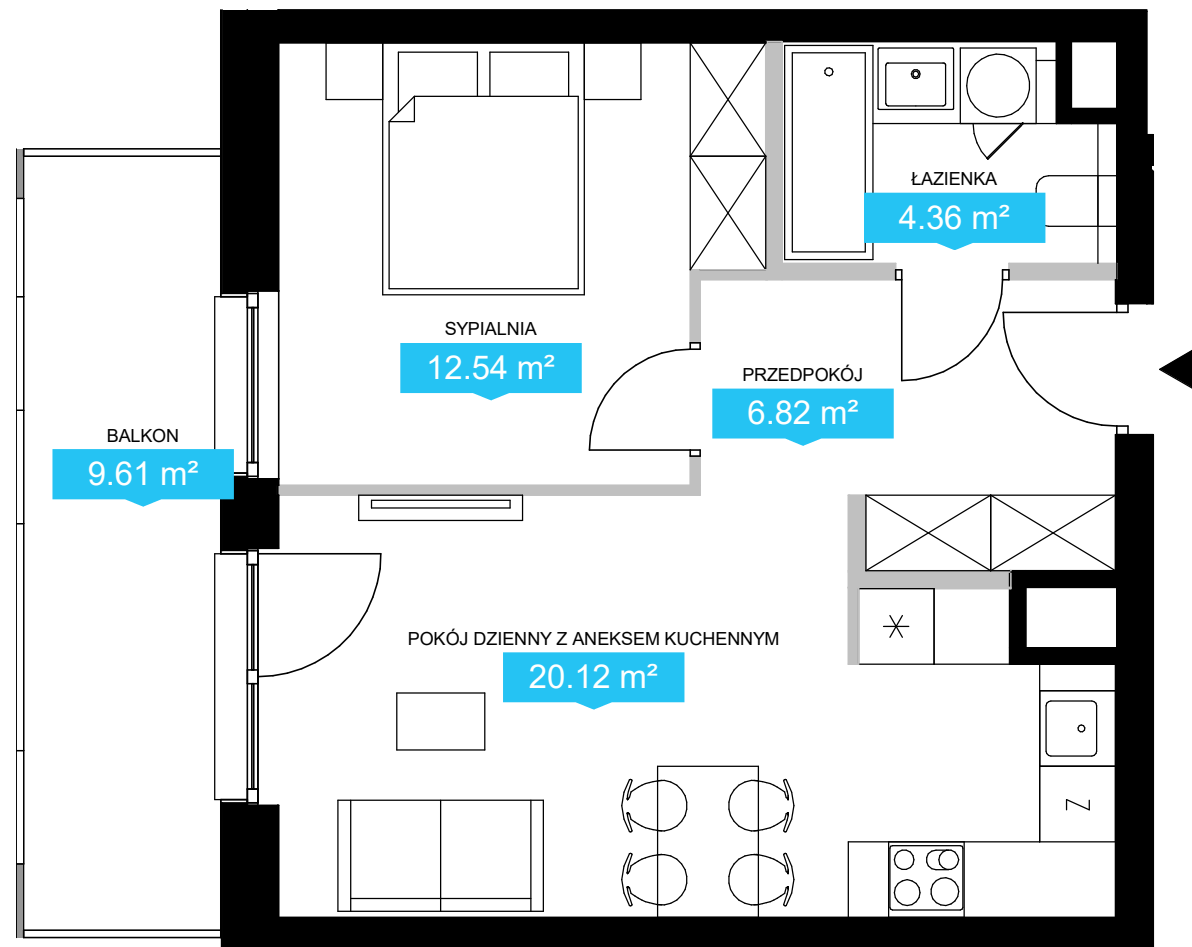 ŁAZIENKA
4.36 m²
SYPIALNIA
12.54 m²
PRZEDPOKÓJ
6.82 m²
BALKON
9.61 m²
POKÓJ DZIENNY Z ANEKSEM KUCHENNYM
20.12 m²
Z